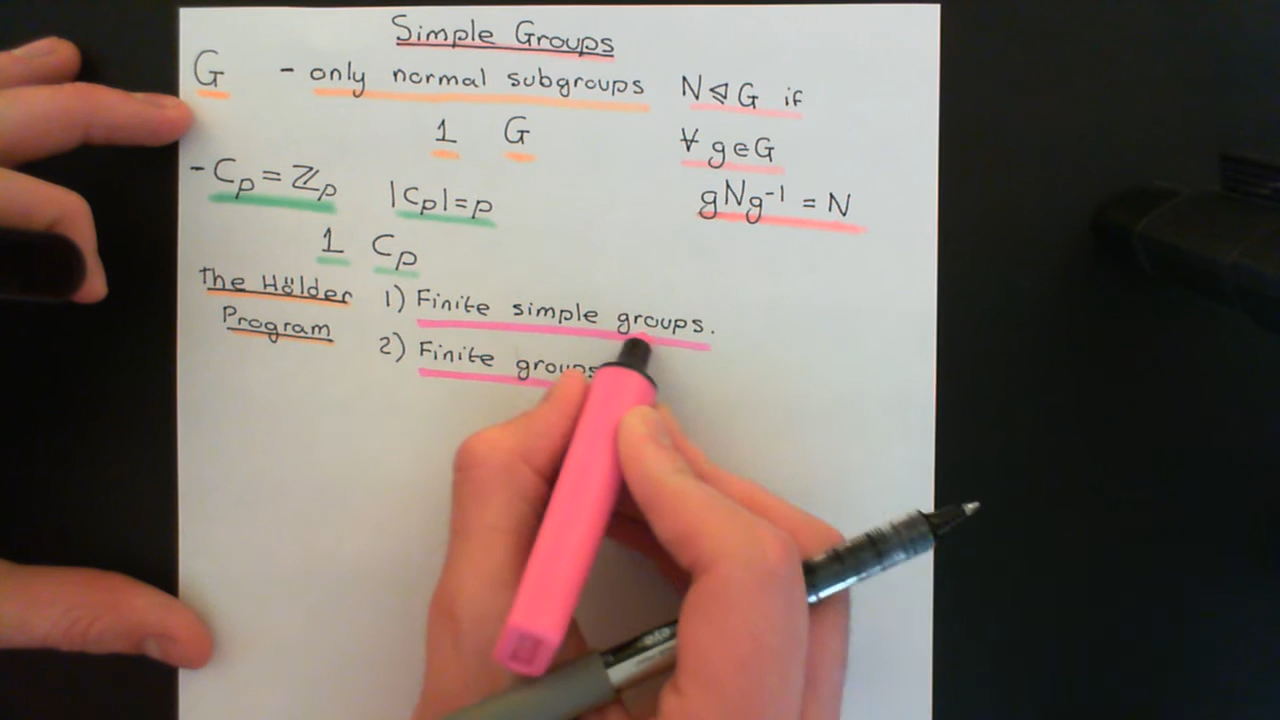 Simple Groups
G - only normal subgroups
1 G
N ⊲ G if
∀ g∈G
gNg⁻¹ = N
- Cp = ℤp |Cp| = p
1 Cp
The Hölder Program
1) Finite simple groups.
2) Finite groups